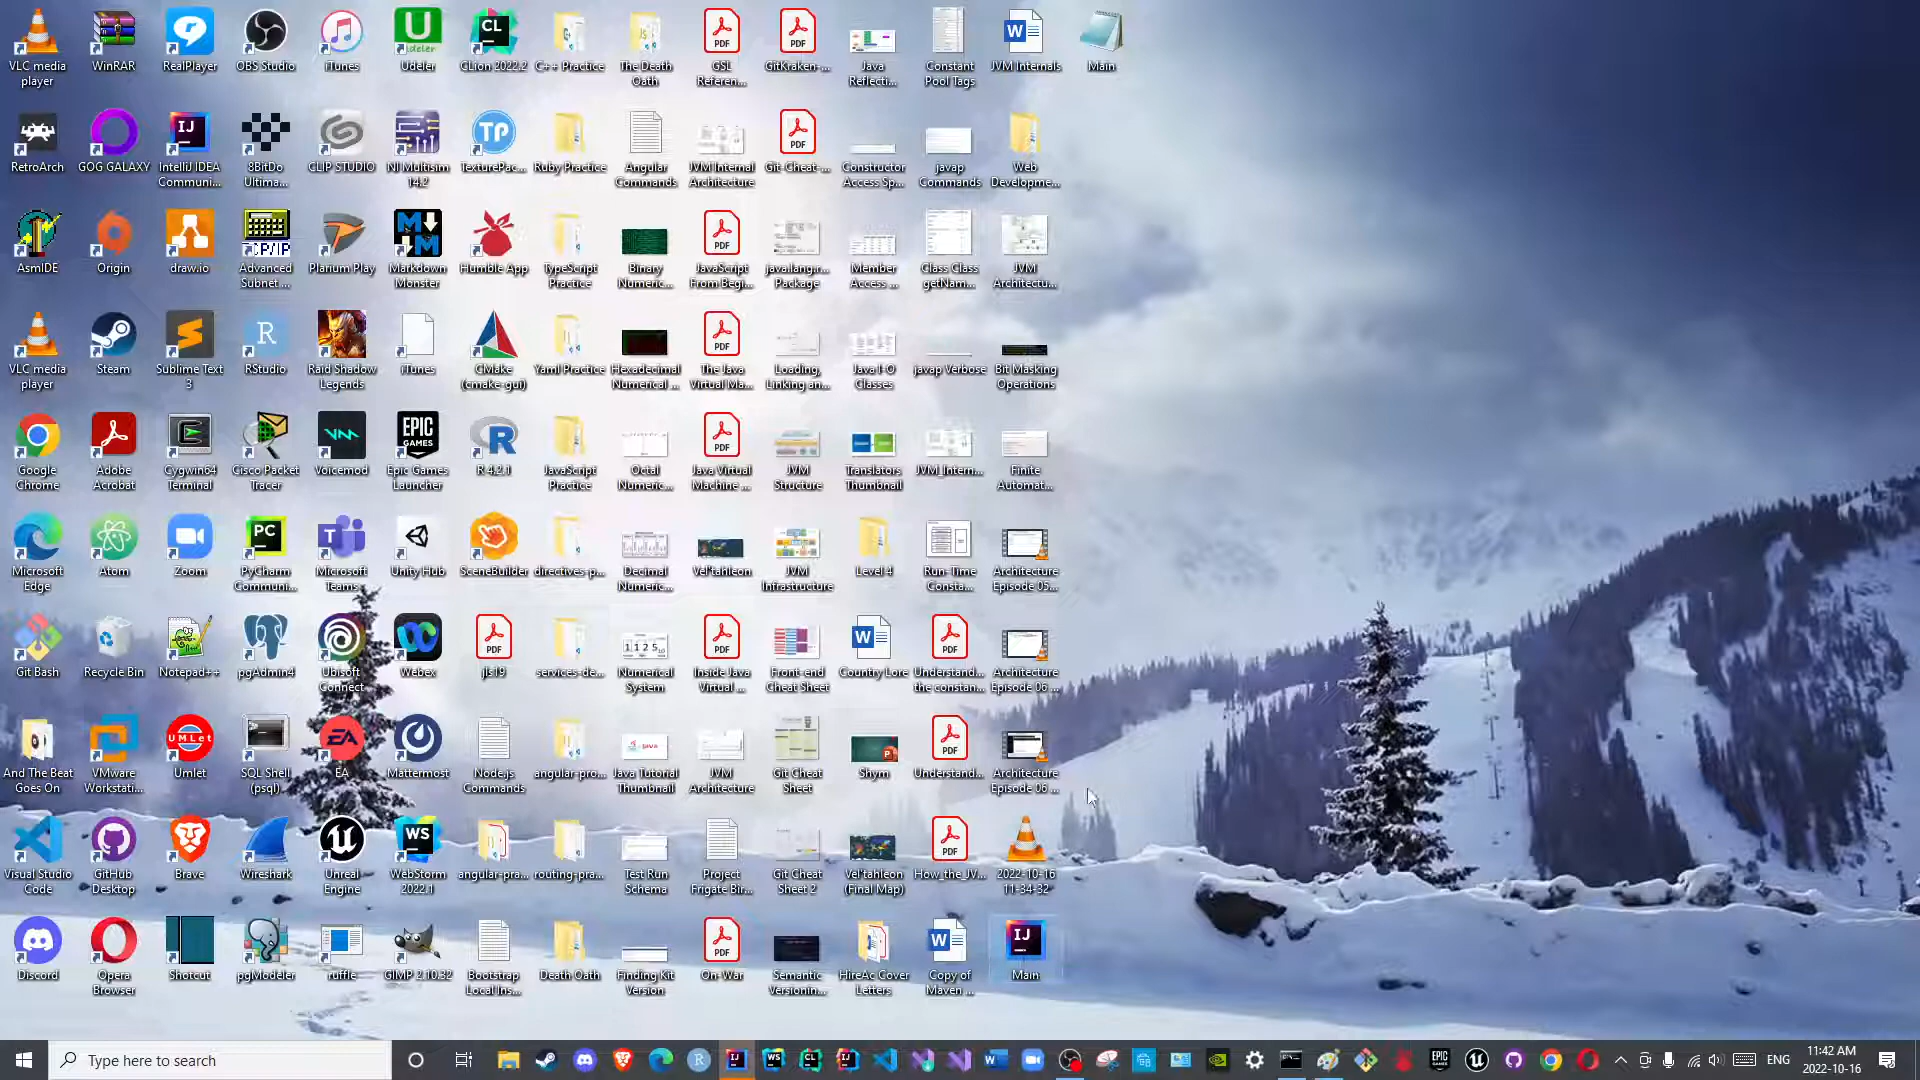 VLC media
player
WinRAR
RealPlayer
OBS Studio
iTunes
Udeler
CLion 2022.2
C++ Practice
The Death
Oath
GSL
Referen...
GitKraken-...
Java
Reflecti...
Constant
Pool Tags
JVM Internals
Main
RetroArch
GOG GALAXY
IntelliJ IDEA
Communi...
8BitDo
Ultima...
CLIP STUDIO
NI Multisim
14.2
TexturePac...
Ruby Practice
Angular
Commands
JVM Internal
Architecture
Git-Cheat-...
Constructor
Access Sp...
javap
Commands
Web
Developme...
AsmIDE
Origin
draw.io
Advanced
Subnet ...
Plarium Play
Markdown
Monster
Humble App
TypeScript
Practice
Binary
Numeric...
JavaScript
From Begi...
java.lang.r...
Package
Member
Access ...
Class Class
getNam...
JVM
Architectu...
VLC media
player
Steam
Sublime Text
3
RStudio
Raid Shadow
Legends
iTunes
CMake
(cmake-gui)
Yaml Practice
Hexadecimal
Numerical ...
The Java
Virtual Ma...
Loading,
Linking an...
Java I-O
Classes
javap Verbose
Bit Masking
Operations
Google
Chrome
Adobe
Acrobat
Cygwin64
Terminal
Cisco Packet
Tracer
Voicemod
Epic Games
Launcher
R 4.2.1
JavaScript
Practice
Octal
Numeric...
Java Virtual
Machine ...
JVM
Structure
Translators
Thumbnail
JVM_Intern...
Finite
Automat...
Microsoft
Edge
Atom
Zoom
PyCharm
Communi...
Microsoft
Teams
Unity Hub
SceneBuilder
directives-p...
Decimal
Numeric...
Vel'tahleon
JVM
Infrastructure
Level 4
Run-Time
Consta...
Architecture
Episode 05...
Git Bash
Recycle Bin
Notepad++
pgAdmin4
Ubisoft
Connect
Webex
jls19
services-de...
Numerical
System
Inside Java
Virtual ...
Front-end
Cheat Sheet
Country Lore
Understand...
the constan...
Architecture
Episode 06 ...
And The Beat
Goes On
VMware
Workstati...
Umlet
SQL Shell
(psql)
EA
Mattermost
Node.js
Commands
angular-pro...
Java Tutorial
Thumbnail
JVM
Architecture
Git Cheat
Sheet
Shym
Understand...
Architecture
Episode 06 ...
Visual Studio
Code
GitHub
Desktop
Brave
Wireshark
Unreal
Engine
WebStorm
2022.1
angular-pra...
routing-pra...
Test Run
Schema
Project
Frigate Bir...
Git Cheat
Sheet 2
Vel'tahleon
(Final Map)
How_the_JV...
2022-10-16
11-34-32
Discord
Opera
Browser
Shotcut
pgModeler
ruffle
GIMP 2.10.32
Bootstrap
Local Ins...
Death Oath
Finding Kit
Version
On-War
Semantic
Versionin...
HireAc Cover
Letters
Copy of
Maven ...
Main
Type here to search
ENG
11:42 AM
2022-10-16